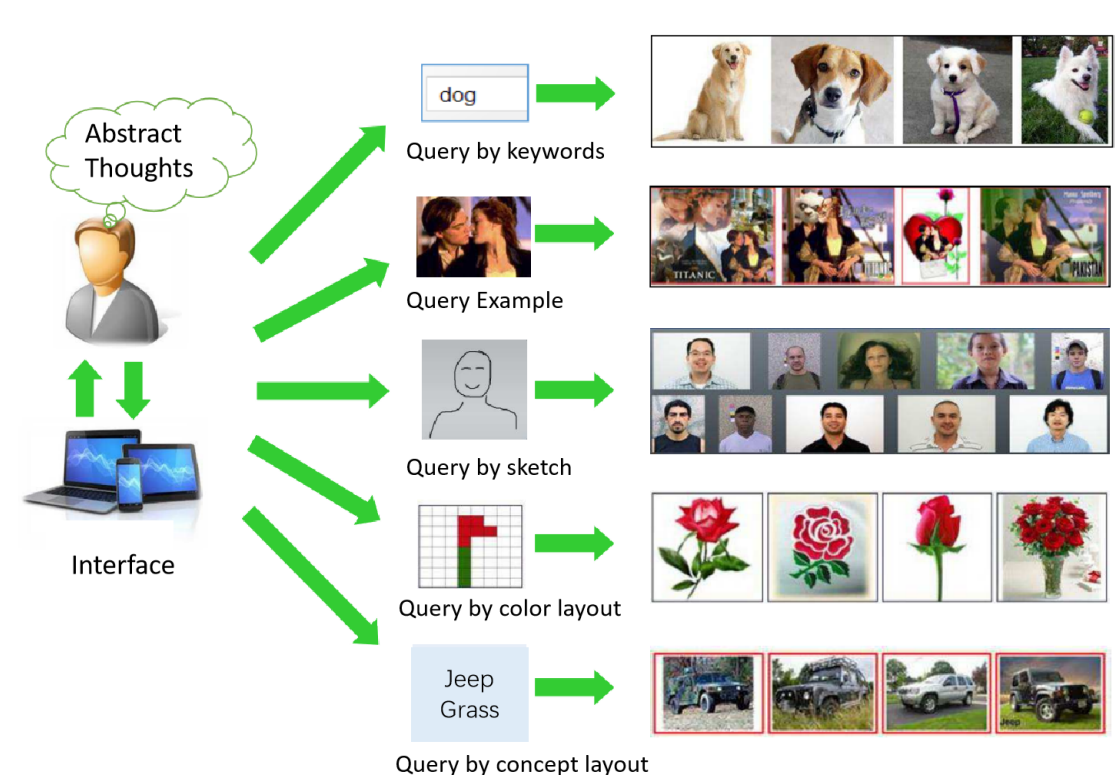 Abstract
Thoughts
Interface
dog
Query by keywords
Query Example
TITANIC
PAKISTAN
Query by sketch
Query by color layout
Jeep
Grass
Query by concept layout
Jeep